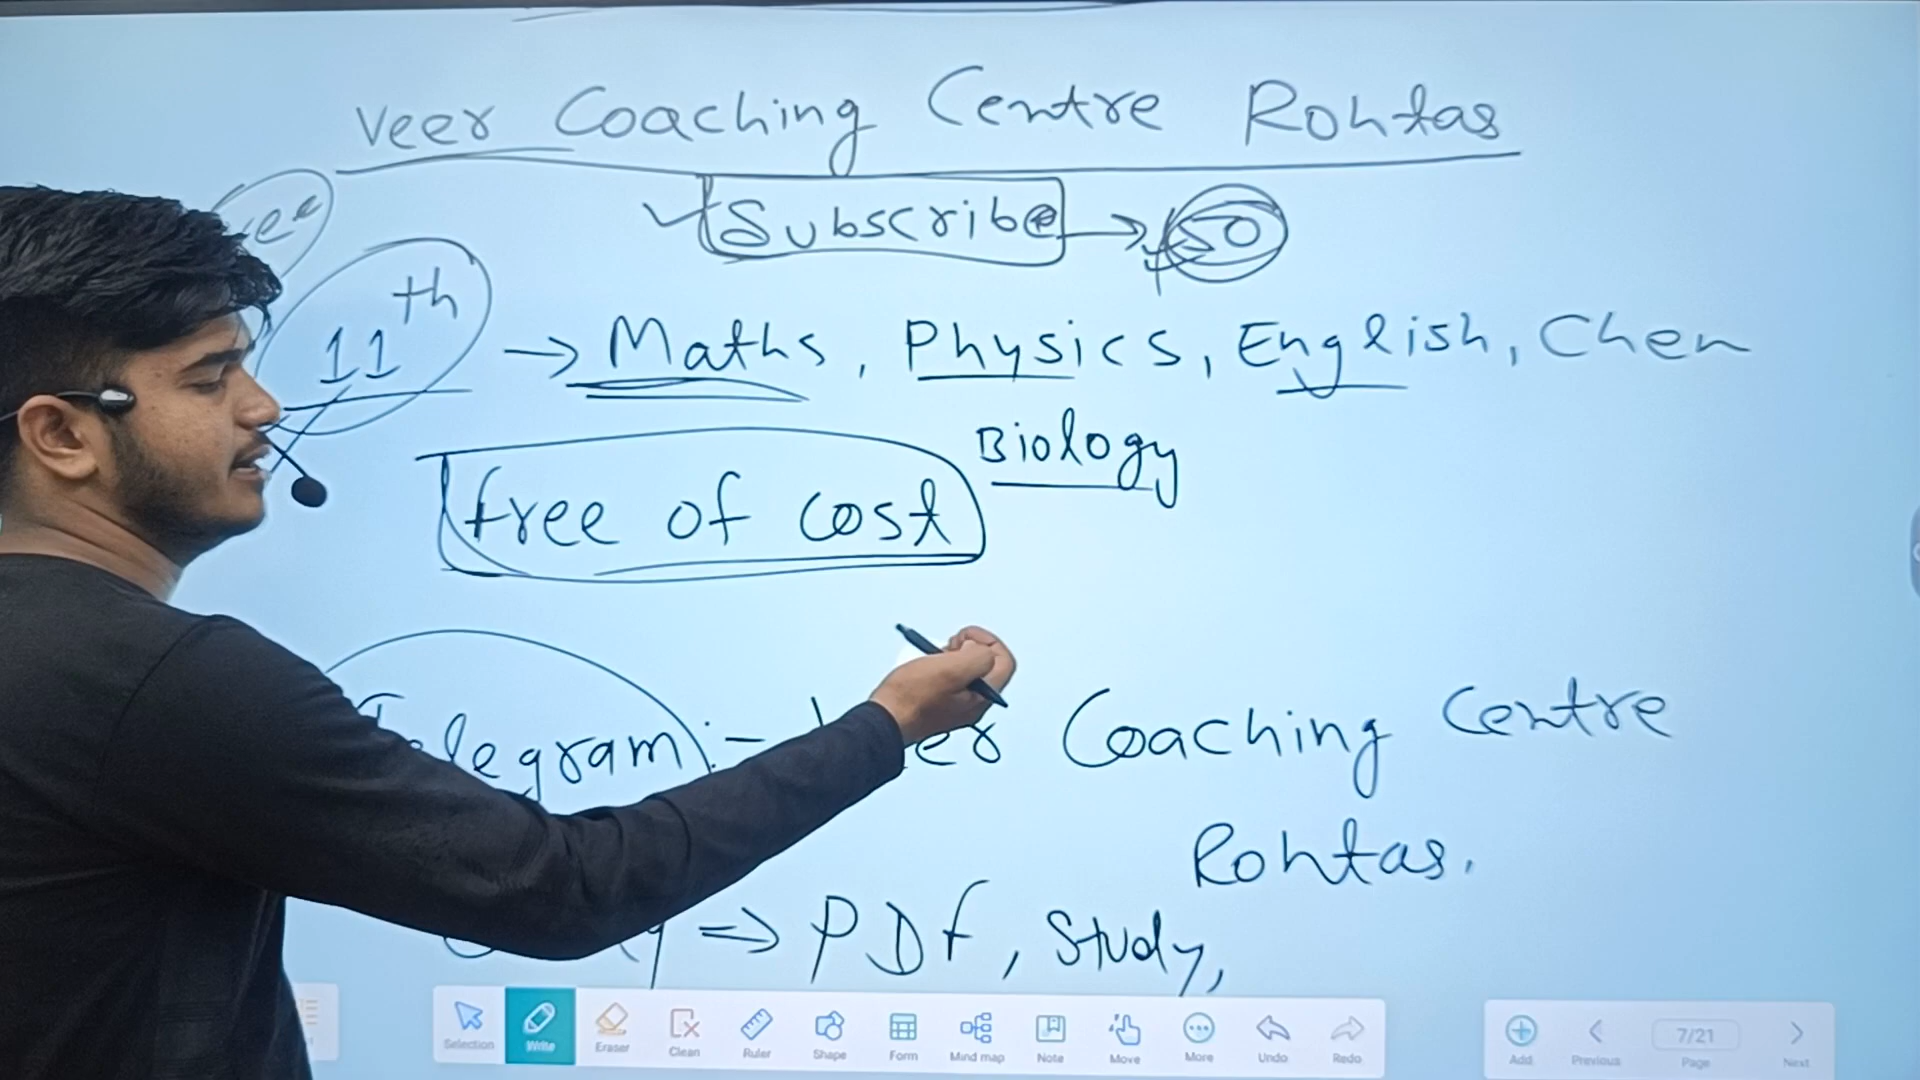 Veer Coaching Centre Rohtas
Subscribe → 50
11th → Maths, Physics, English, Chem
Biology
free of cost
Telegram :- Veer Coaching Centre
Rohtas.
⇒ PDF, Study,
Selection Write Eraser Clean Ruler Shape Form Mind map Note Move More Undo Redo Add Previous 7/21 Page Next